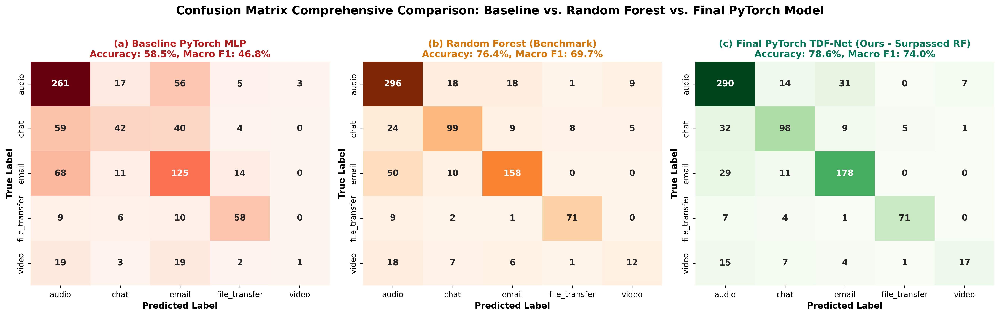 Confusion Matrix Comprehensive Comparison: Baseline vs. Random Forest vs. Final PyTorch Model
(a) Baseline PyTorch MLP
Accuracy: 58.5%, Macro F1: 46.8%
True Label
audio 261 17 56 5 3
chat 59 42 40 4 0
email 68 11 125 14 0
file_transfer 9 6 10 58 0
video 19 3 19 2 1
audio chat email file_transfer video
Predicted Label
(b) Random Forest (Benchmark)
Accuracy: 76.4%, Macro F1: 69.7%
True Label
audio 296 18 18 1 9
chat 24 99 9 8 5
email 50 10 158 0 0
file_transfer 9 2 1 71 0
video 18 7 6 1 12
audio chat email file_transfer video
Predicted Label
(c) Final PyTorch TDF-Net (Ours - Surpassed RF)
Accuracy: 78.6%, Macro F1: 74.0%
True Label
audio 290 14 31 0 7
chat 32 98 9 5 1
email 29 11 178 0 0
file_transfer 7 4 1 71 0
video 15 7 4 1 17
audio chat email file_transfer video
Predicted Label